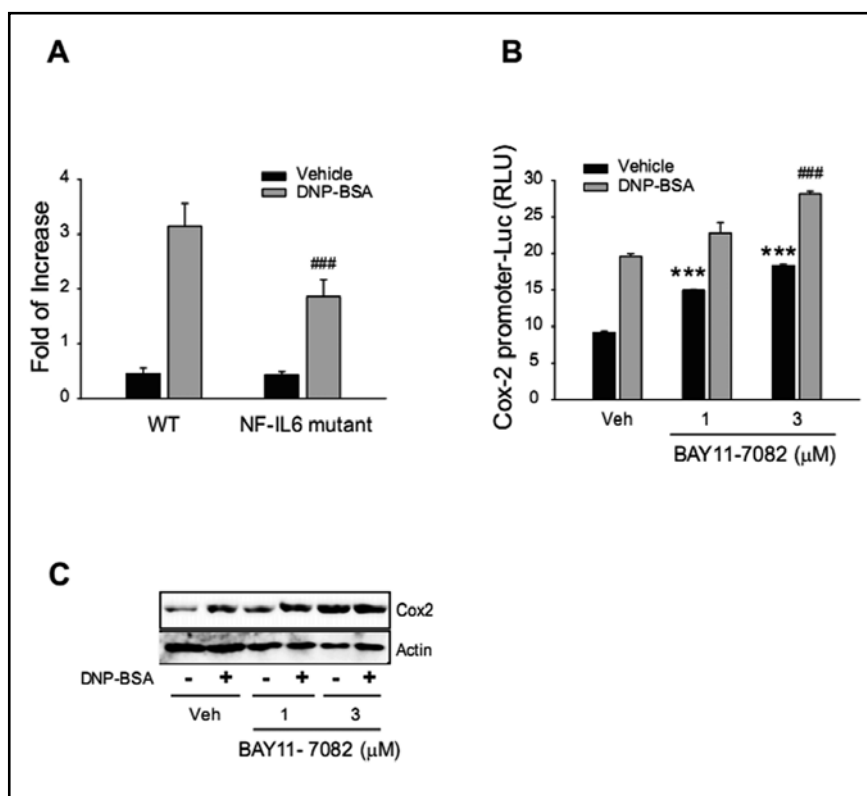 A
Vehicle
DNP-BSA
Fold of Increase
4
3
2
1
0
###
WT NF-IL6 mutant
B
Vehicle
DNP-BSA
Cox-2 promoter-Luc (RLU)
30
25
20
15
10
5
0
***
***
###
Veh 1 3
BAY11-7082 (μM)
C
Cox2
Actin
DNP-BSA - + - + - +
Veh 1 3
BAY11- 7082 (μM)